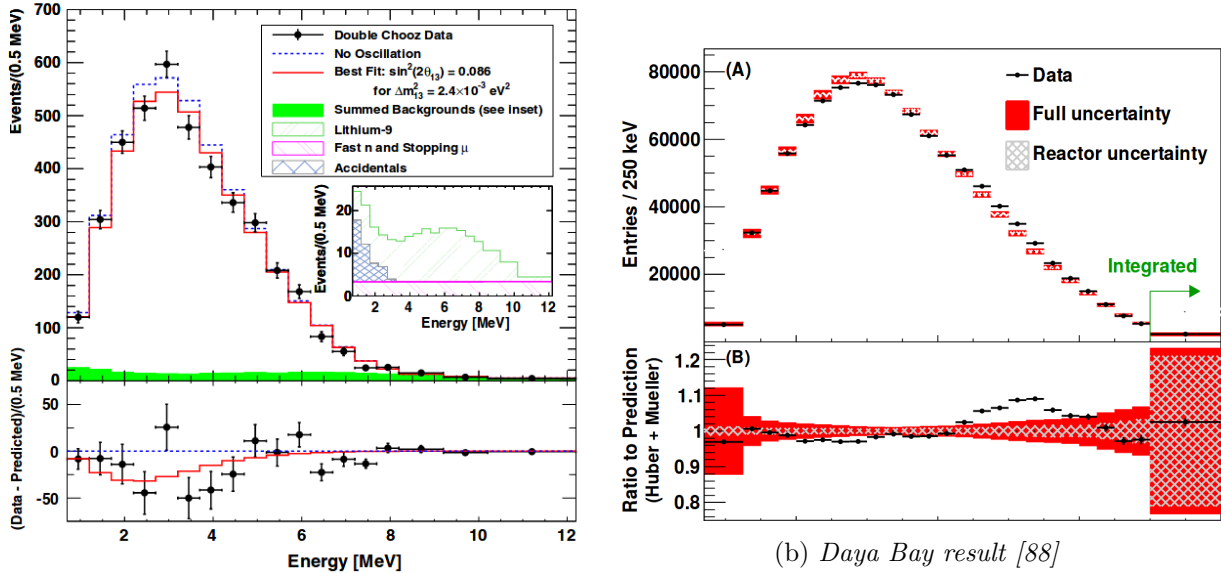 700
600
500
400
300
200
100
0
Events/(0.5 MeV)
Double Chooz Data
No Oscillation
Best Fit: sin²(2θ₁₃) = 0.086
for Δm²₁₃ = 2.4×10⁻³ eV²
Summed Backgrounds (see inset)
Lithium-9
Fast n and Stopping μ
Accidentals
Events/(0.5 MeV)
20
10
0
2 4 6 8 10 12
Energy [MeV]
(Data - Predicted)/(0.5 MeV)
50
0
-50
2 4 6 8 10 12
Energy [MeV]
(A)
Entries / 250 keV
80000
60000
40000
20000
Data
Full uncertainty
Reactor uncertainty
Integrated
(B)
Ratio to Prediction
(Huber + Mueller)
1.2
1.1
1
0.9
0.8
(b) Daya Bay result [88]